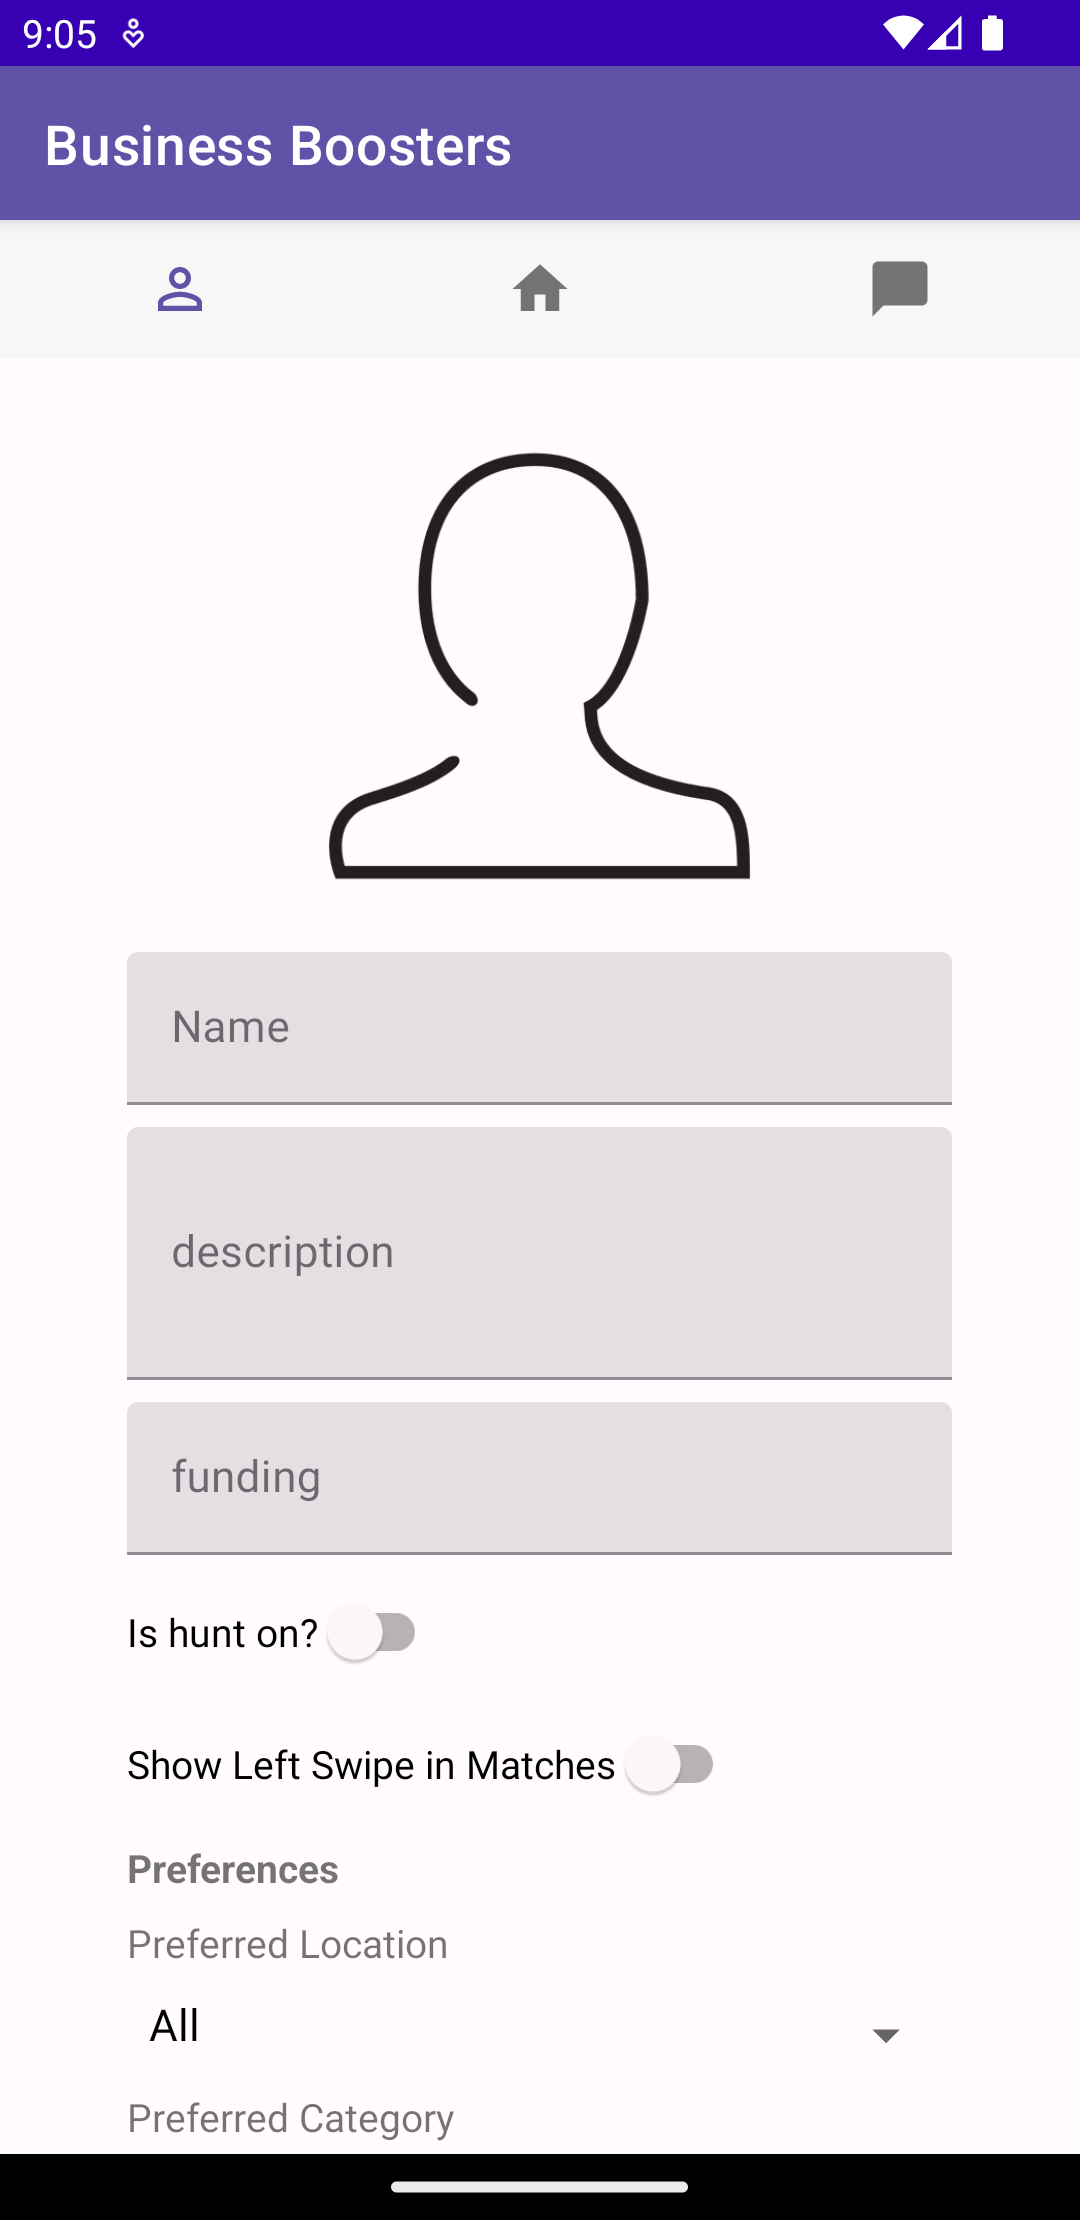 9:05
Business Boosters
Name
description
funding
Is hunt on?
Show Left Swipe in Matches
Preferences
Preferred Location
All
Preferred Category